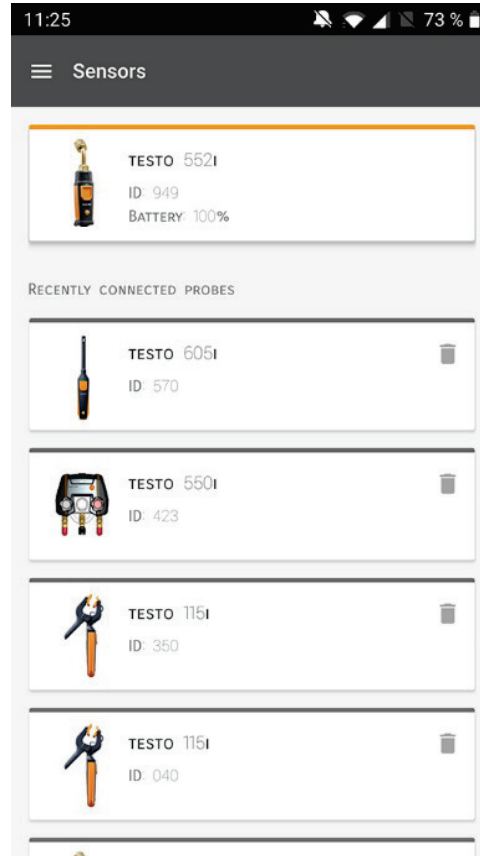 11:25 73 %
Sensors
TESTO 552I
ID: 949
BATTERY: 100%
RECENTLY CONNECTED PROBES
TESTO 605I
ID: 570
TESTO 550I
ID: 423
TESTO 115I
ID: 350
TESTO 115I
ID: 040